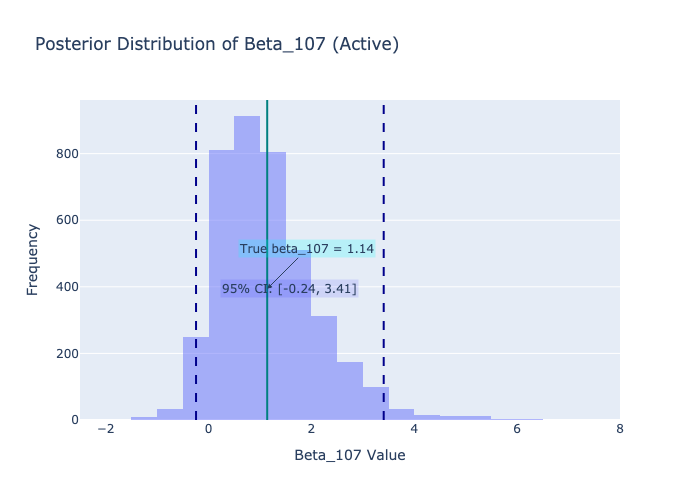 Posterior Distribution of Beta_107 (Active)
Frequency
800
600
400
200
0
True beta_107 = 1.14
95% CI: [-0.24, 3.41]
−2
0
2
4
6
8
Beta_107 Value